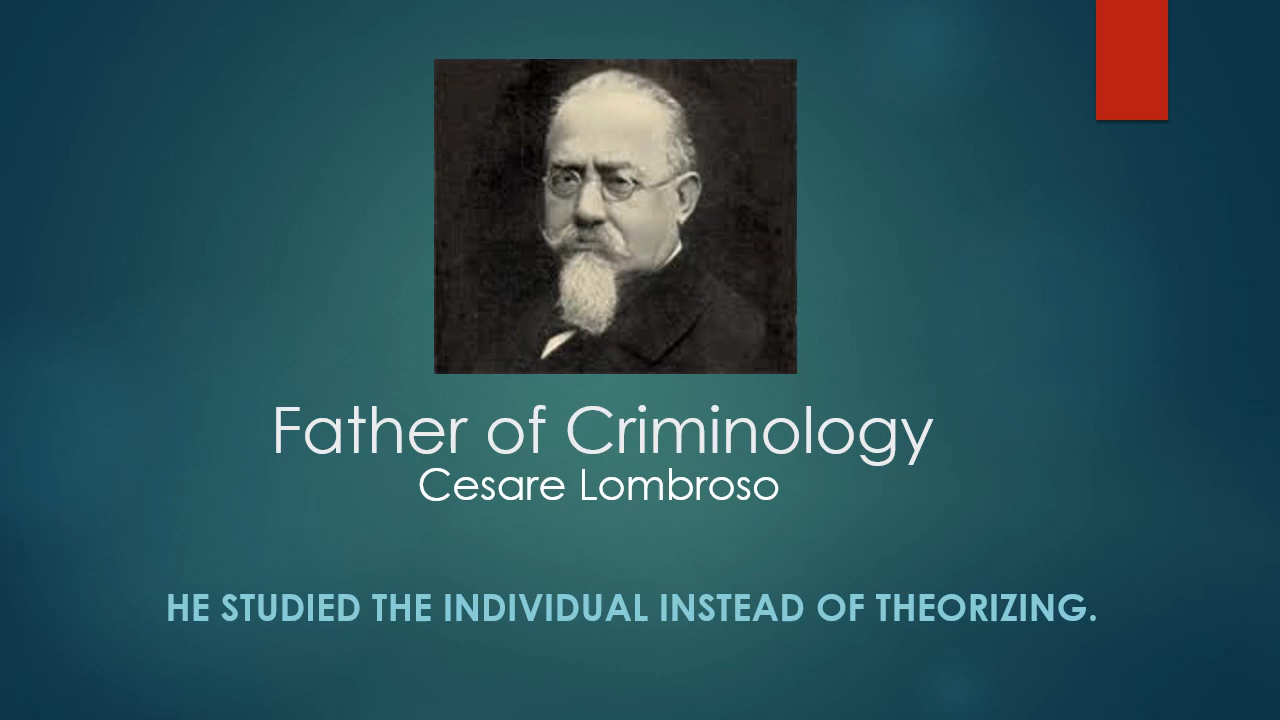 Father of Criminology
Cesare Lombroso
HE STUDIED THE INDIVIDUAL INSTEAD OF THEORIZING.